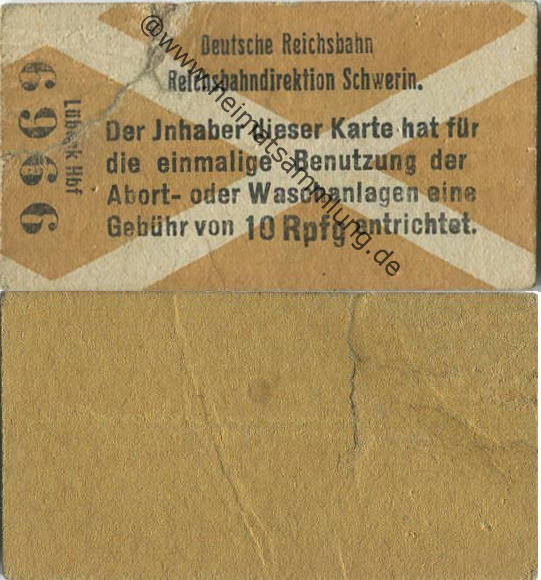 Deutsche Reichsbahn
Reichsbahndirektion Schwerin.
Der Jnhaber dieser Karte hat für
die einmalige Benutzung der
Abort- oder Waschanlagen eine
Gebühr von 10 Rpfg entrichtet.
Lübeck Hbf
6966
@www.heimatsammlung.de